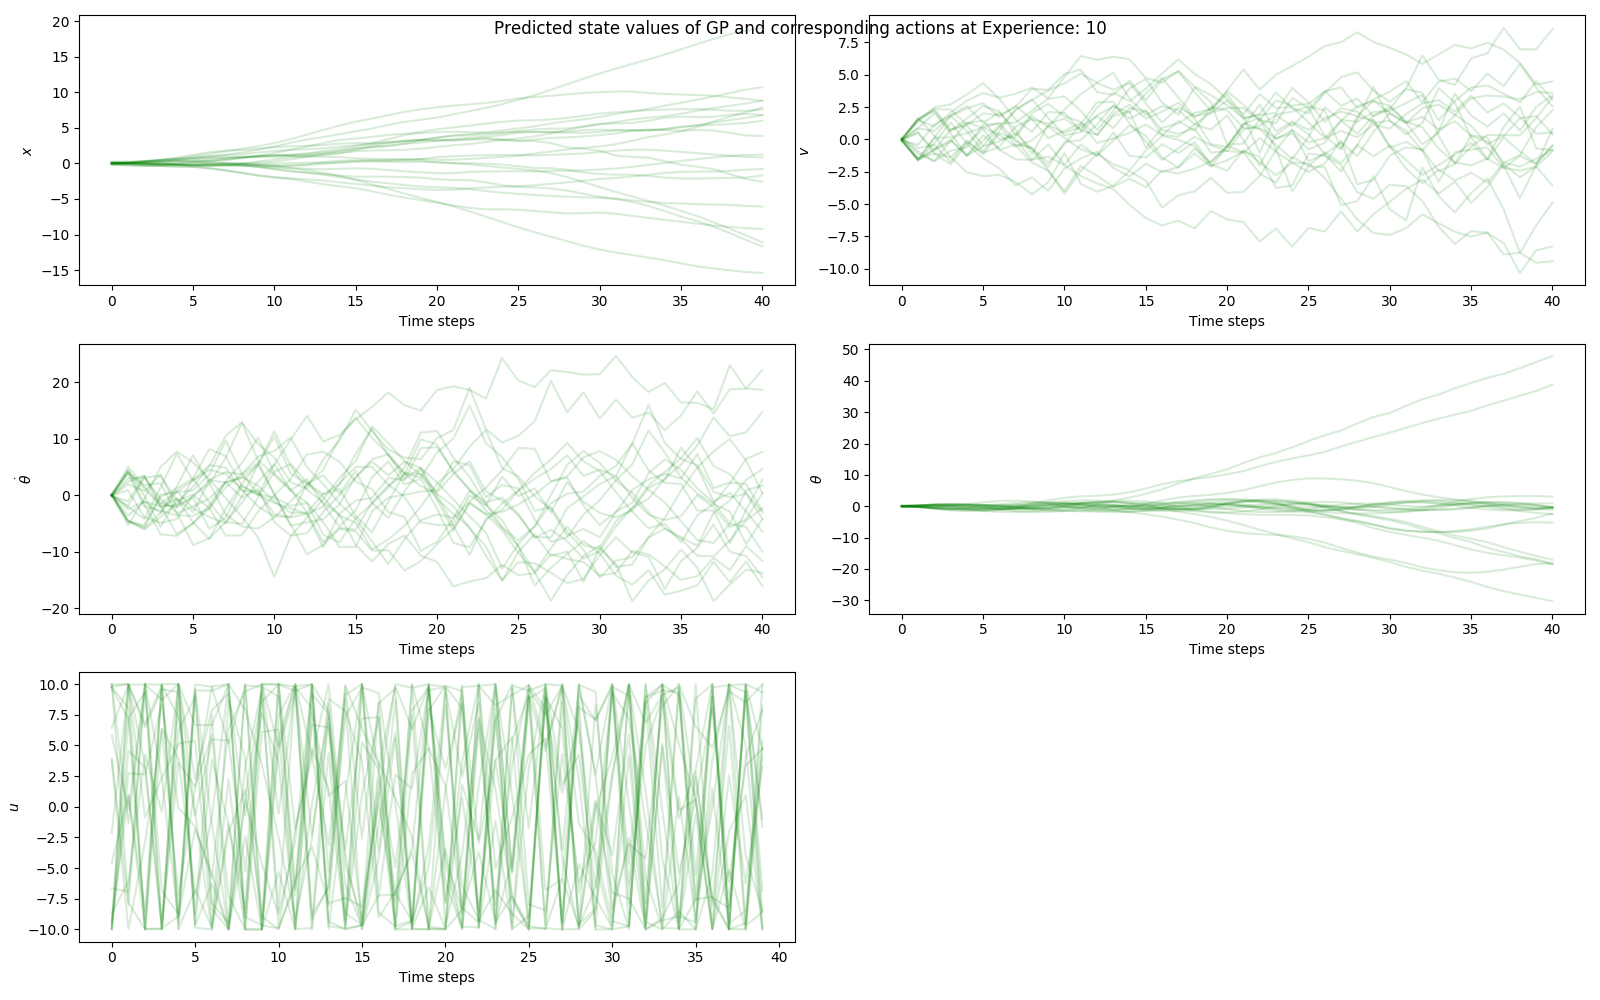 Predicted state values of GP and corresponding actions at Experience: 10
20
15
10
5
0
−5
−10
−15
x
0 5 10 15 20 25 30 35 40
Time steps
7.5
5.0
2.5
0.0
−2.5
−5.0
−7.5
−10.0
v
0 5 10 15 20 25 30 35 40
Time steps
20
10
0
−10
−20
θ̇
0 5 10 15 20 25 30 35 40
Time steps
50
40
30
20
10
0
−10
−20
−30
θ
0 5 10 15 20 25 30 35 40
Time steps
10.0
7.5
5.0
2.5
0.0
−2.5
−5.0
−7.5
−10.0
u
0 5 10 15 20 25 30 35 40
Time steps